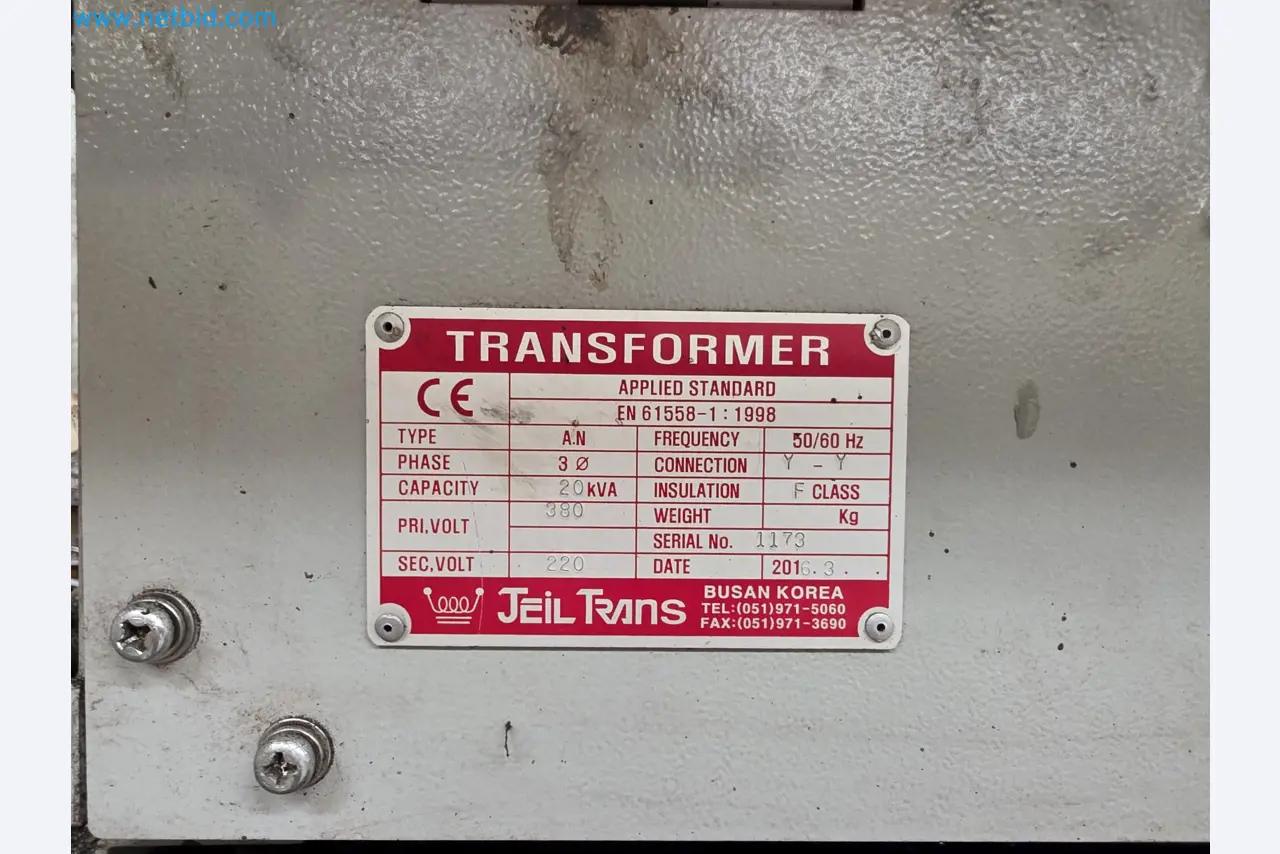 www.netbid.com
TRANSFORMER
CE
APPLIED STANDARD
EN 61558-1 : 1998
TYPE A.N FREQUENCY 50/60 Hz
PHASE 3 Ø CONNECTION Y - Y
CAPACITY 20 kVA INSULATION F CLASS
PRI,VOLT 380 WEIGHT Kg
SERIAL No. 1173
SEC,VOLT 220 DATE 2016.3 .
JEIL TRANS
BUSAN KOREA
TEL:(051)971-5060
FAX:(051)971-3690